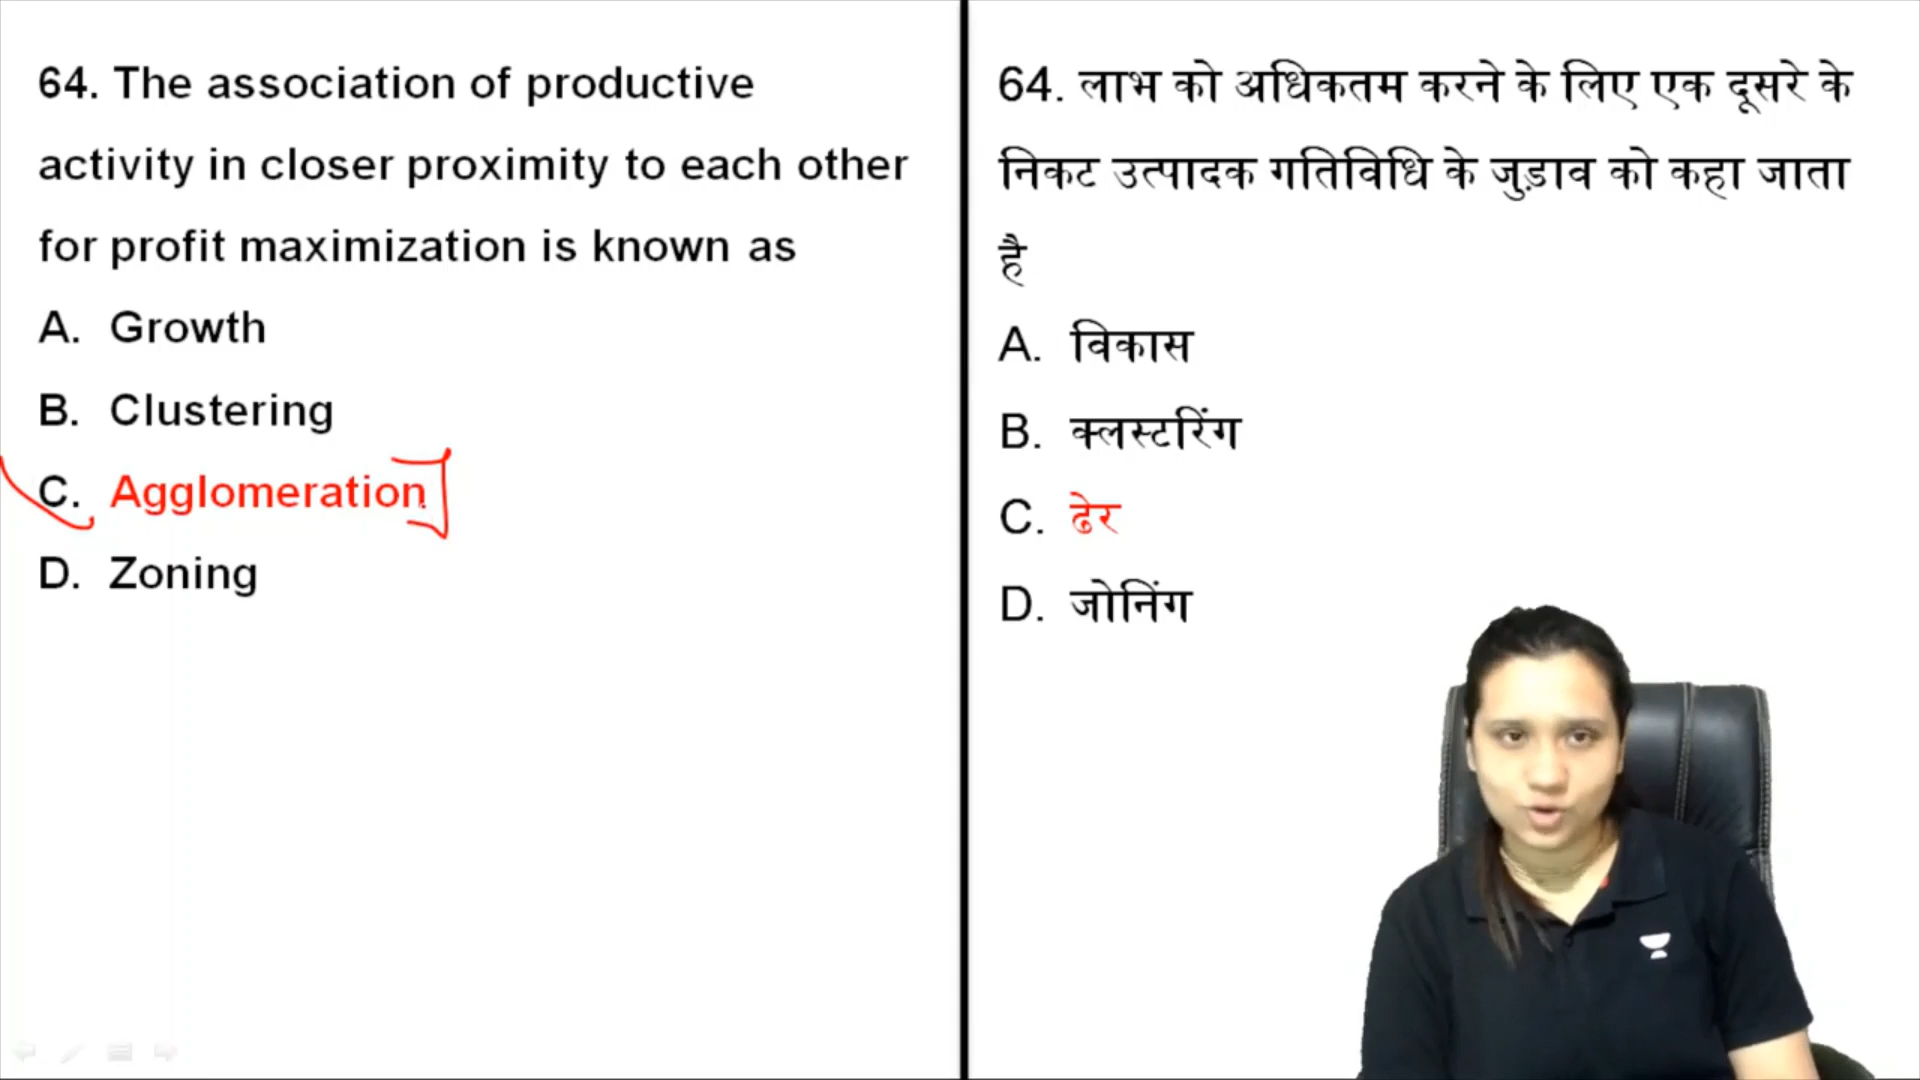 64. The association of productive
activity in closer proximity to each other
for profit maximization is known as
A. Growth
B. Clustering
C. Agglomeration
D. Zoning
64. लाभ को अधिकतम करने के लिए एक दूसरे के
निकट उत्पादक गतिविधि के जुड़ाव को कहा जाता
है
A. विकास
B. क्लस्टरिंग
C. ढेर
D. जोनिंग